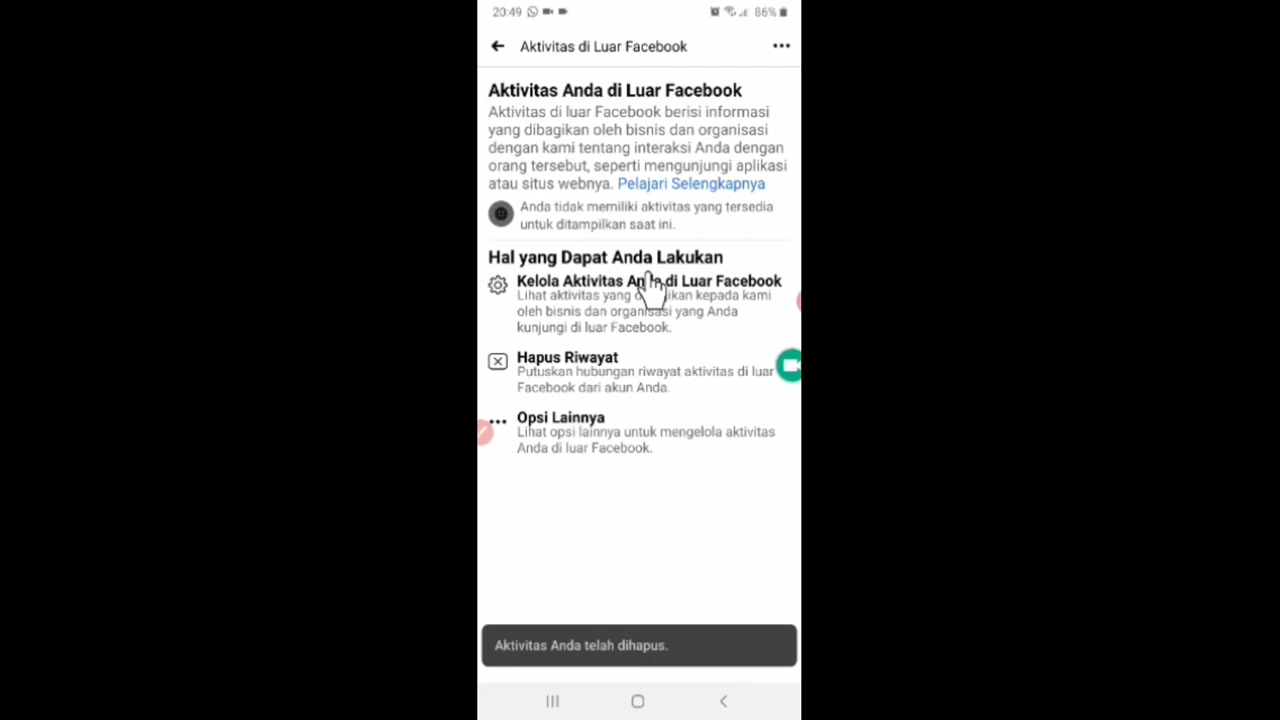 20:49
86%
Aktivitas di Luar Facebook
Aktivitas Anda di Luar Facebook
Aktivitas di luar Facebook berisi informasi
yang dibagikan oleh bisnis dan organisasi
dengan kami tentang interaksi Anda dengan
orang tersebut, seperti mengunjungi aplikasi
atau situs webnya. Pelajari Selengkapnya
Anda tidak memiliki aktivitas yang tersedia
untuk ditampilkan saat ini.
Hal yang Dapat Anda Lakukan
Kelola Aktivitas Anda di Luar Facebook
Lihat aktivitas yang kepada kami
oleh bisnis dan organisasi yang Anda
kunjungi di luar Facebook.
Hapus Riwayat
Putuskan hubungan riwayat aktivitas di luar
Facebook dari akun Anda.
Opsi Lainnya
Lihat opsi lainnya untuk mengelola aktivitas
Anda di luar Facebook.
Aktivitas Anda telah dihapus.